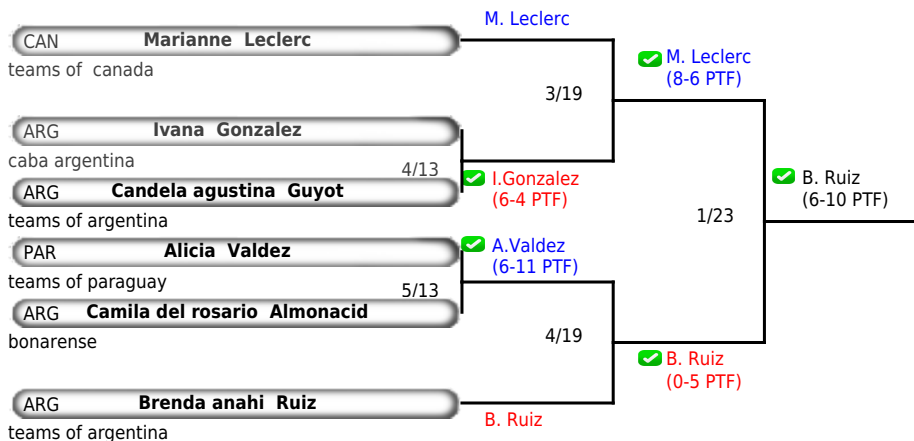 M. Leclerc
CAN Marianne Leclerc
teams of canada
M. Leclerc
(8-6 PTF)
3/19
ARG Ivana Gonzalez
caba argentina
4/13
I.Gonzalez
(6-4 PTF)
ARG Candela agustina Guyot
teams of argentina
B. Ruiz
(6-10 PTF)
1/23
PAR Alicia Valdez
teams of paraguay
A.Valdez
(6-11 PTF)
5/13
ARG Camila del rosario Almonacid
bonarense
4/19
B. Ruiz
(0-5 PTF)
ARG Brenda anahi Ruiz
teams of argentina
B. Ruiz